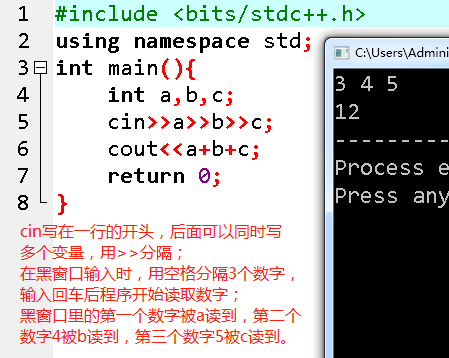 1 #include <bits/stdc++.h>
2 using namespace std;
3 int main(){
4 int a,b,c;
5 cin>>a>>b>>c;
6 cout<<a+b+c;
7 return 0;
8 }
cin写在一行的开头，后面可以同时写
多个变量，用>>分隔；
在黑窗口输入时，用空格分隔3个数字，
输入回车后程序开始读取数字；
黑窗口里的第一个数字被a读到，第二个
数字4被b读到，第三个数字5被c读到。
C:\Users\Admini
3 4 5
12
---------
Process e
Press any